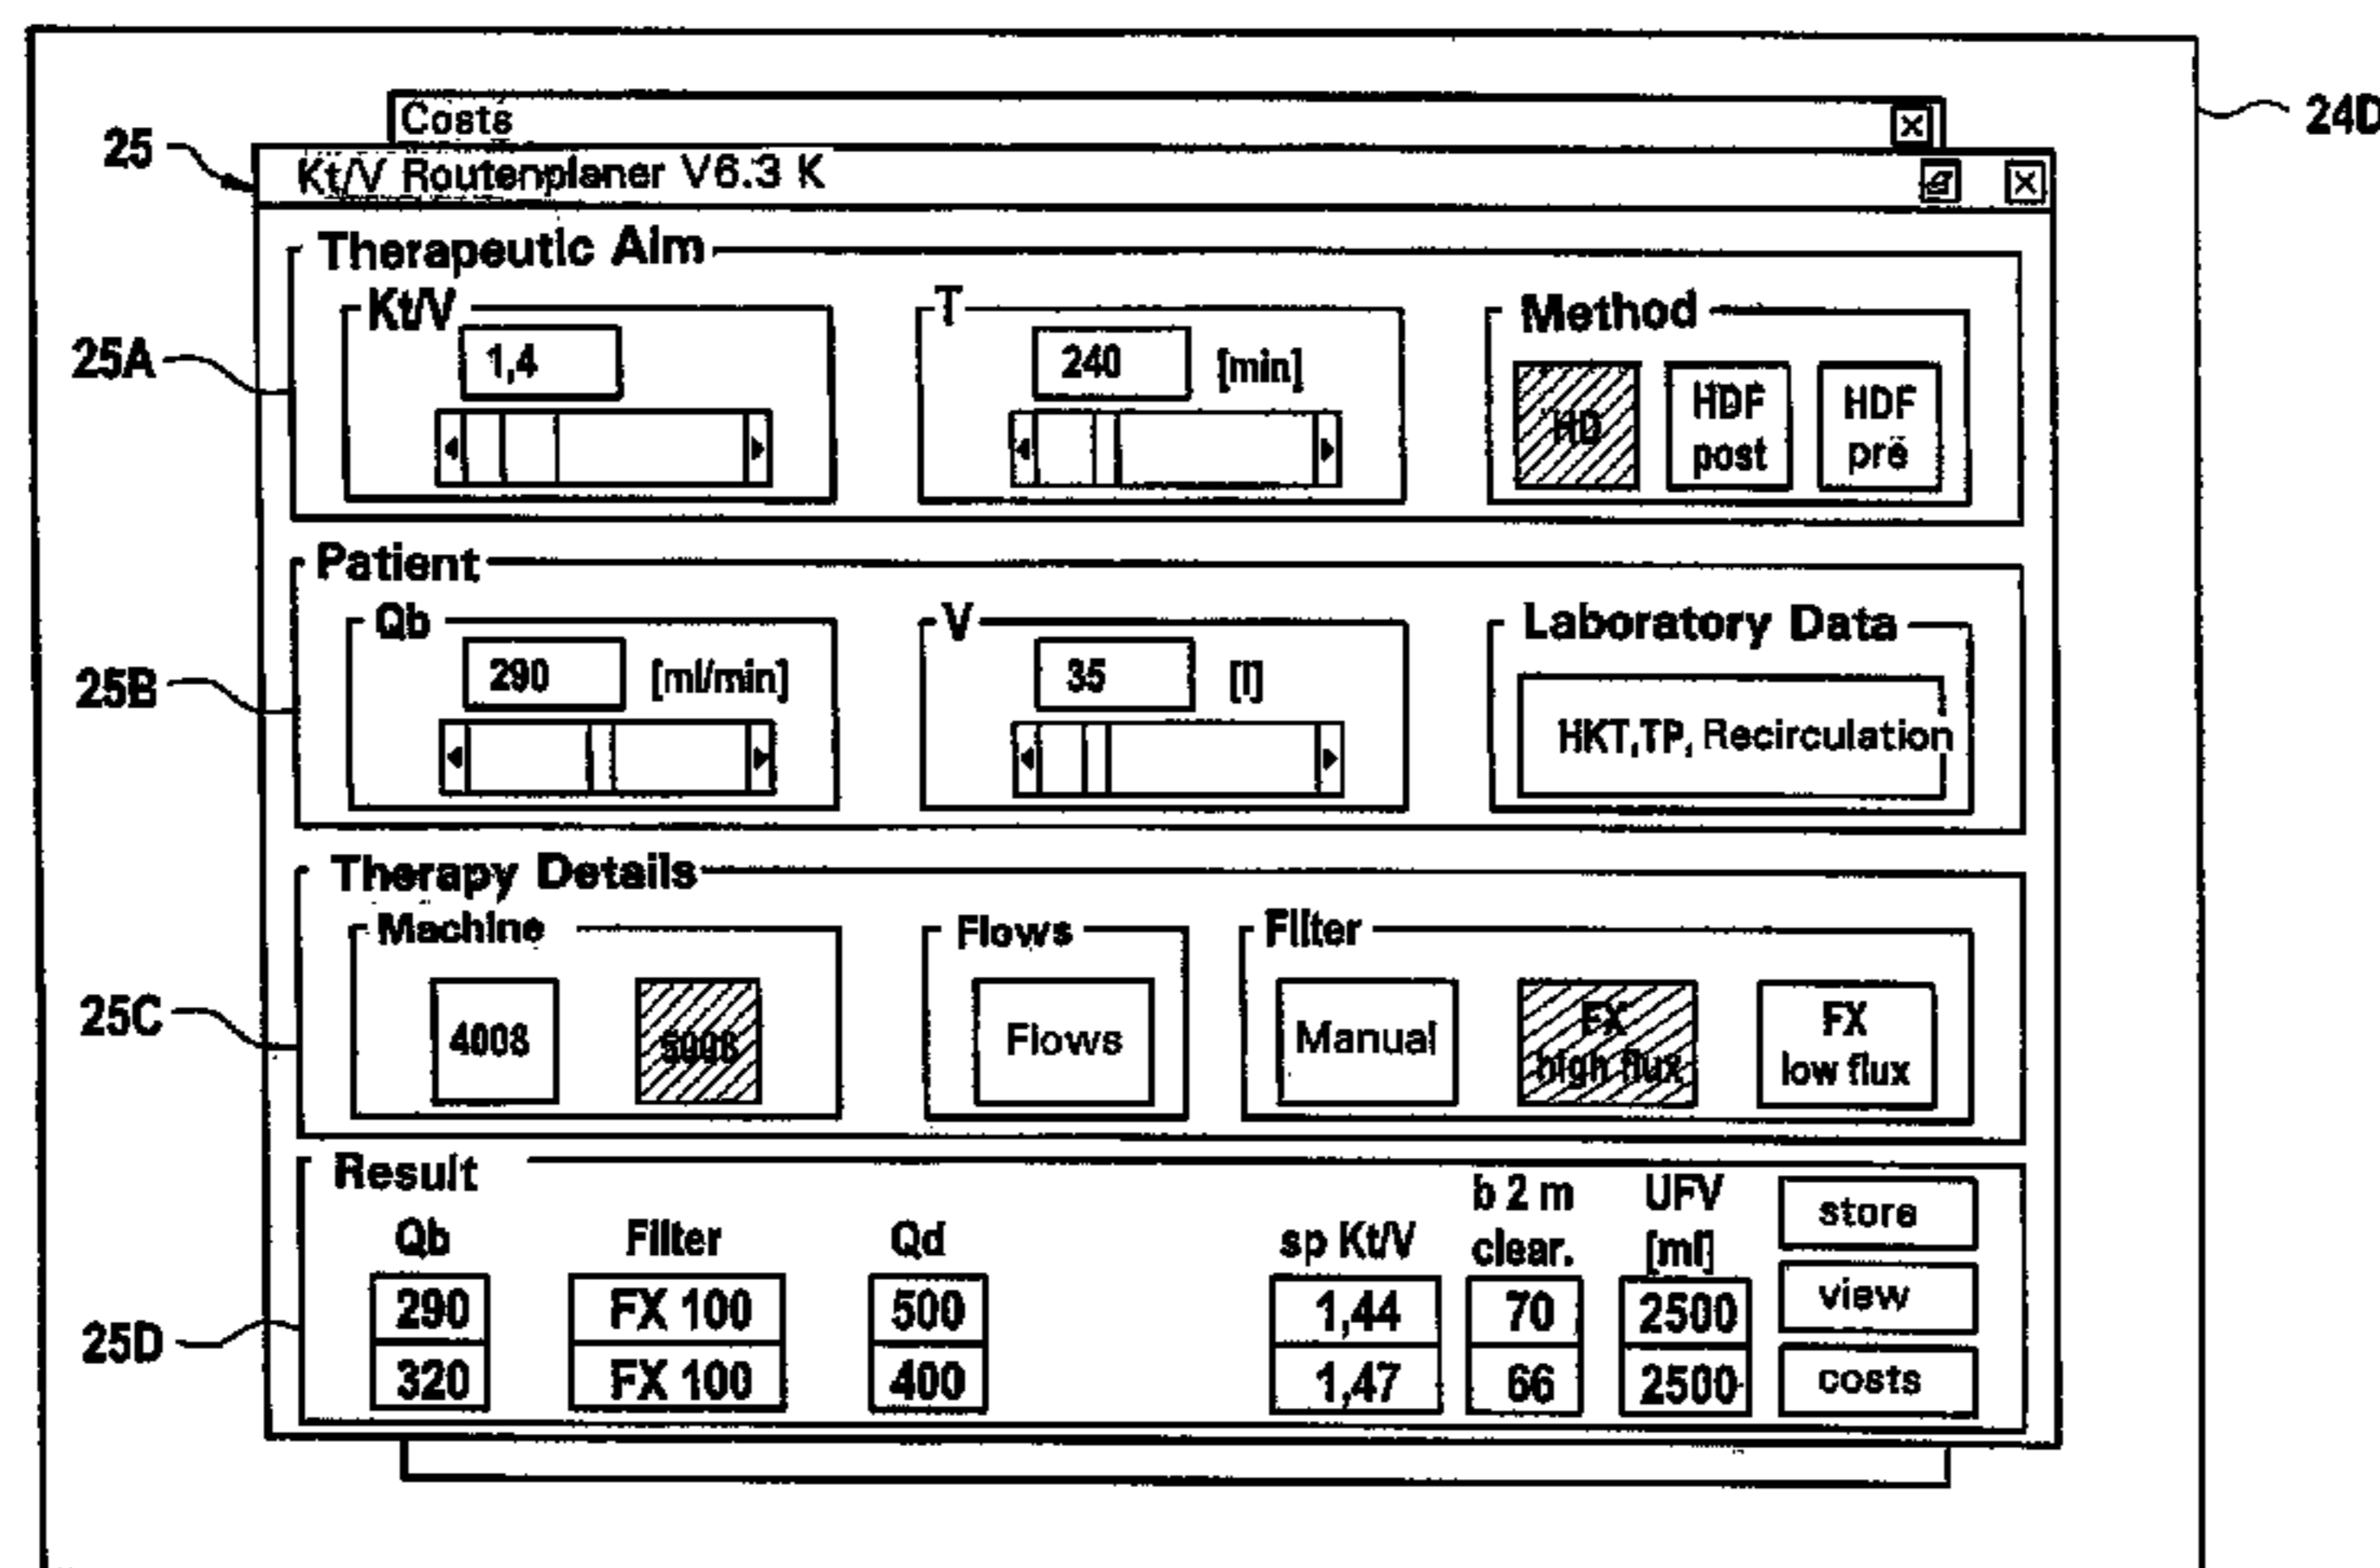 Costs
24D
25
Kt/V Routenplaner V6.3 K
Therapeutic Aim
Kt/V
T
Method
25A
1,4
240 [min]
HD
HDF post
HDF prë
Patient
Qb
V
Laboratory Data
25B
290 [ml/min]
35 [l]
HKT,TP, Recirculation
Therapy Details
Machine
Flows
Filter
25C
4008
5008
Flows
Manual
FX high flux
FX low flux
Result
Qb
Filter
Qd
sp Kt/V
b 2 m clear.
UFV [ml]
store
25D
290 FX 100 500 1,44 70 2500
view
320 FX 100 400 1,47 66 2500
costs